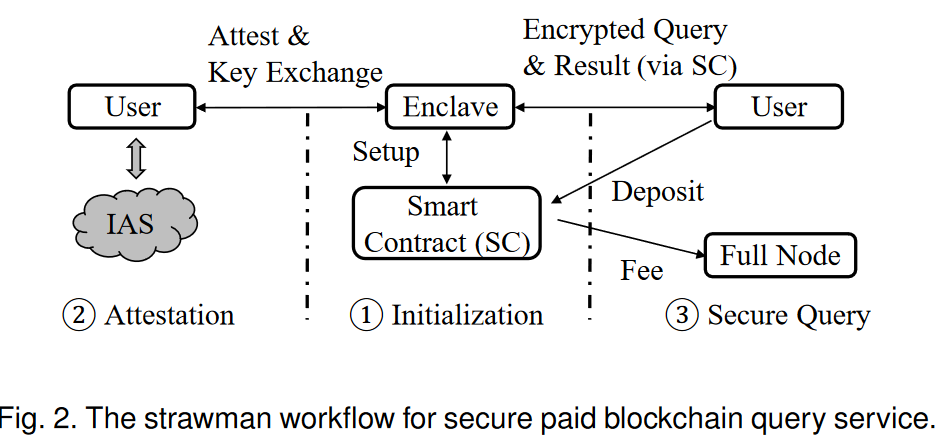 Attest &
Key Exchange
Encrypted Query
& Result (via SC)
User
Enclave
User
Setup
IAS
Smart
Contract (SC)
Deposit
Fee
Full Node
② Attestation
① Initialization
③ Secure Query
Fig. 2. The strawman workflow for secure paid blockchain query service.